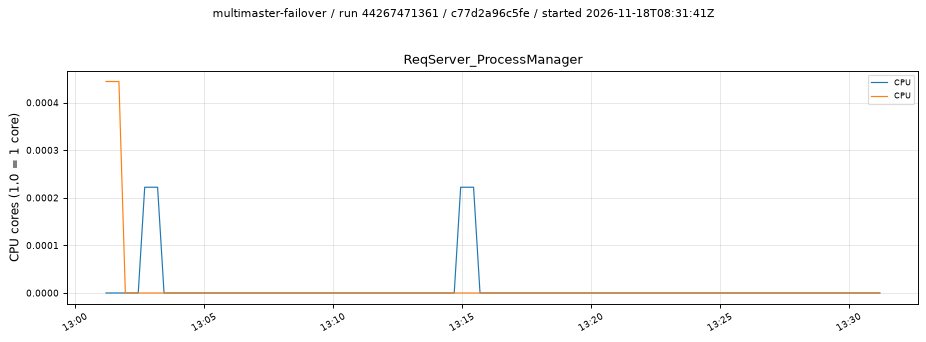 multimaster-failover / run 44267471361 / c77d2a96c5fe / started 2026-11-18T08:31:41Z
ReqServer_ProcessManager
CPU
CPU
CPU cores (1.0 = 1 core)
0.0004
0.0003
0.0002
0.0001
0.0000
13:00
13:05
13:10
13:15
13:20
13:25
13:30